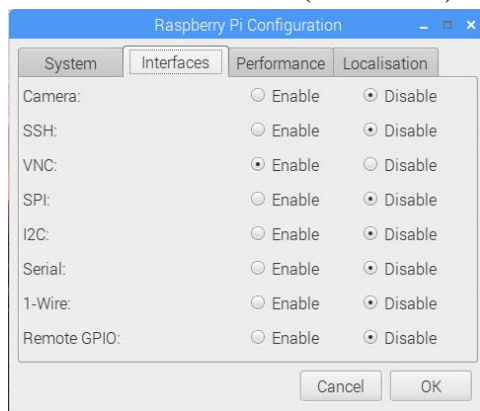 Raspberry Pi Configuration
System Interfaces Performance Localisation
Camera: Enable Disable
SSH: Enable Disable
VNC: Enable Disable
SPI: Enable Disable
I2C: Enable Disable
Serial: Enable Disable
1-Wire: Enable Disable
Remote GPIO: Enable Disable
Cancel OK